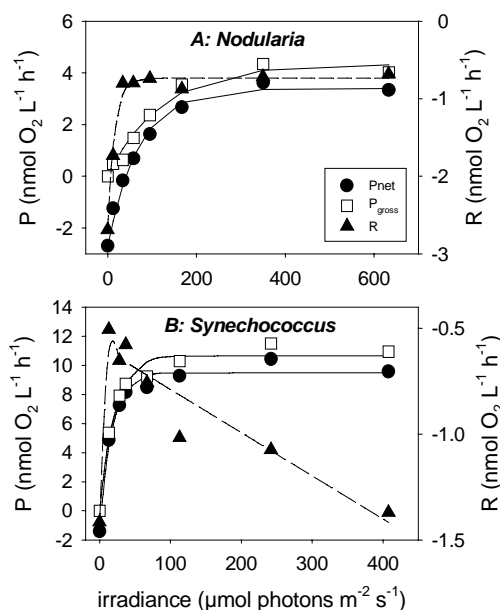 A: Nodularia
P (nmol O₂ L⁻¹ h⁻¹)
6
4
2
0
-2
0
-1
-2
-3
R (nmol O₂ L⁻¹ h⁻¹)
Pnet
P_gross
R
0 200 400 600
B: Synechococcus
P (nmol O₂ L⁻¹ h⁻¹)
14
12
10
8
6
4
2
0
-2
-0.5
-1.0
-1.5
R (nmol O₂ L⁻¹ h⁻¹)
0 100 200 300 400
irradiance (µmol photons m⁻² s⁻¹)